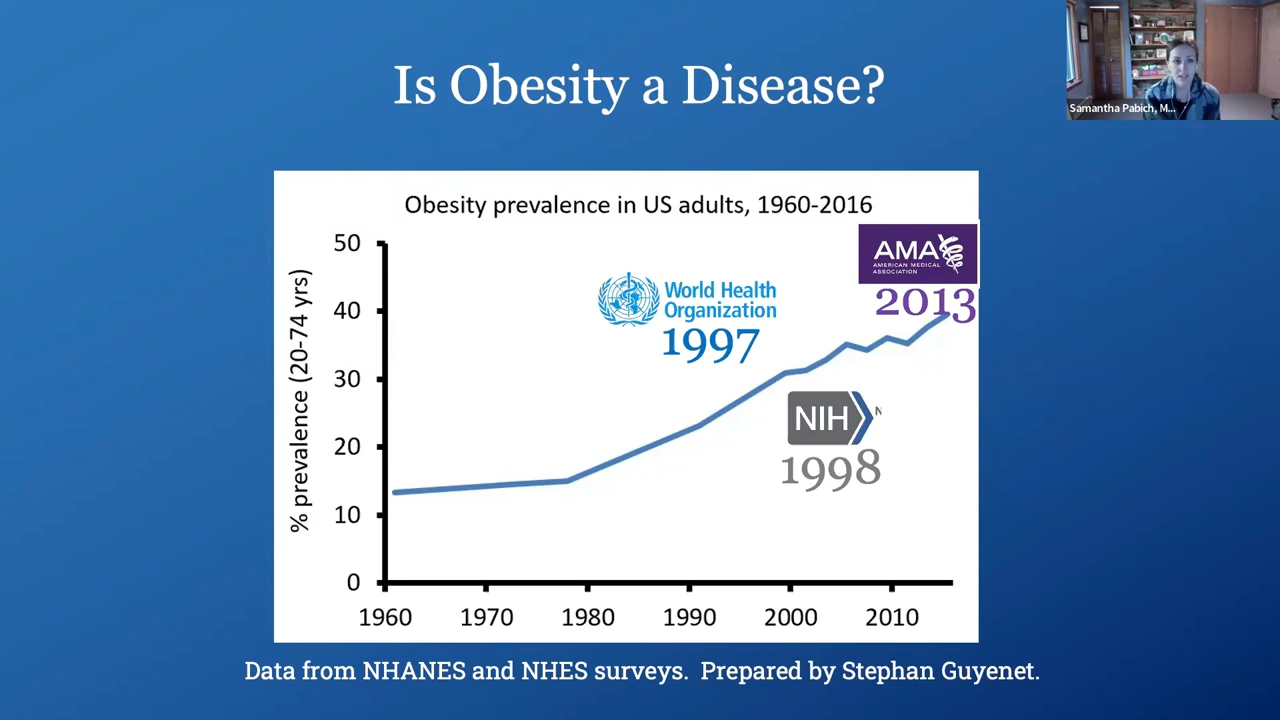 Is Obesity a Disease?
Samantha Pabich, M...
Obesity prevalence in US adults, 1960-2016
% prevalence (20-74 yrs)
50
40
30
20
10
0
1960
1970
1980
1990
2000
2010
World Health
Organization
1997
AMA
AMERICAN MEDICAL
ASSOCIATION
2013
NIH
N
1998
Data from NHANES and NHES surveys. Prepared by Stephan Guyenet.